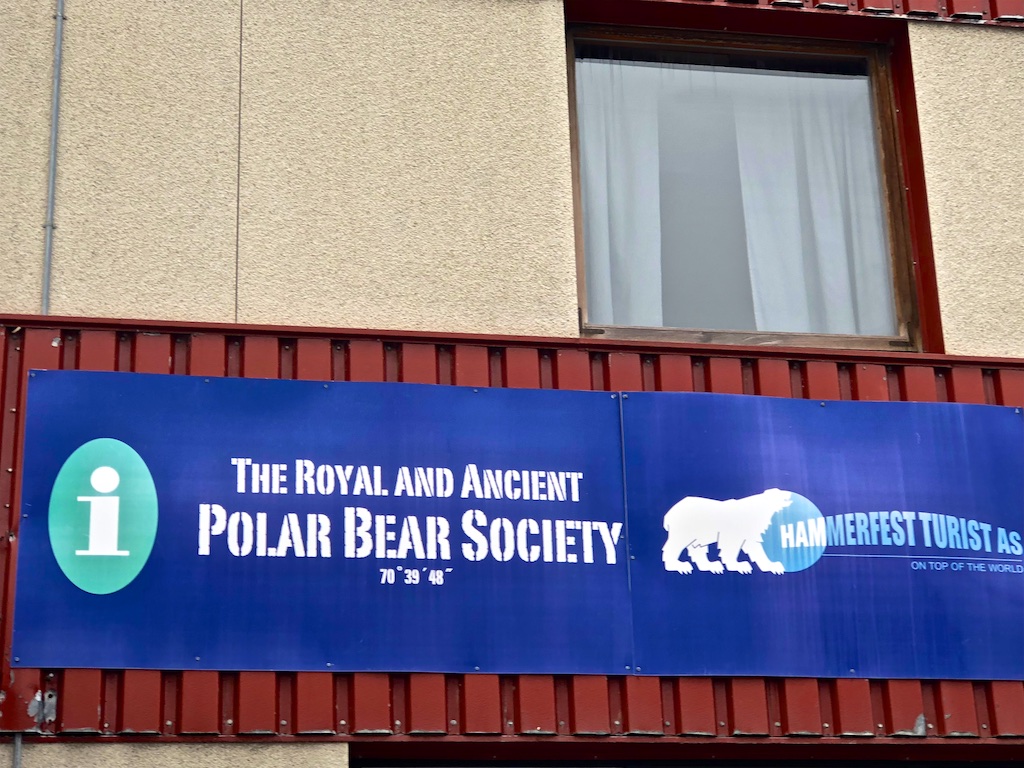 i
The Royal and Ancient
Polar Bear Society
70°39´48˝
HAMMERFEST TURIST AS
ON TOP OF THE WORLD